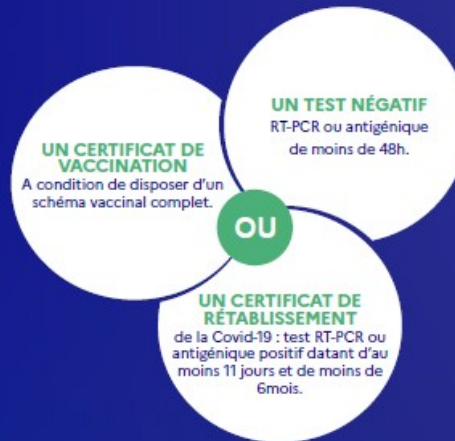 UN CERTIFICAT DE
VACCINATION
A condition de disposer d'un
schéma vaccinal complet.
UN TEST NÉGATIF
RT-PCR ou antigénique
de moins de 48h.
OU
UN CERTIFICAT DE
RÉTABLISSEMENT
de la Covid-19 : test RT-PCR ou
antigénique positif datant d'au
moins 11 jours et de moins de
6mois.